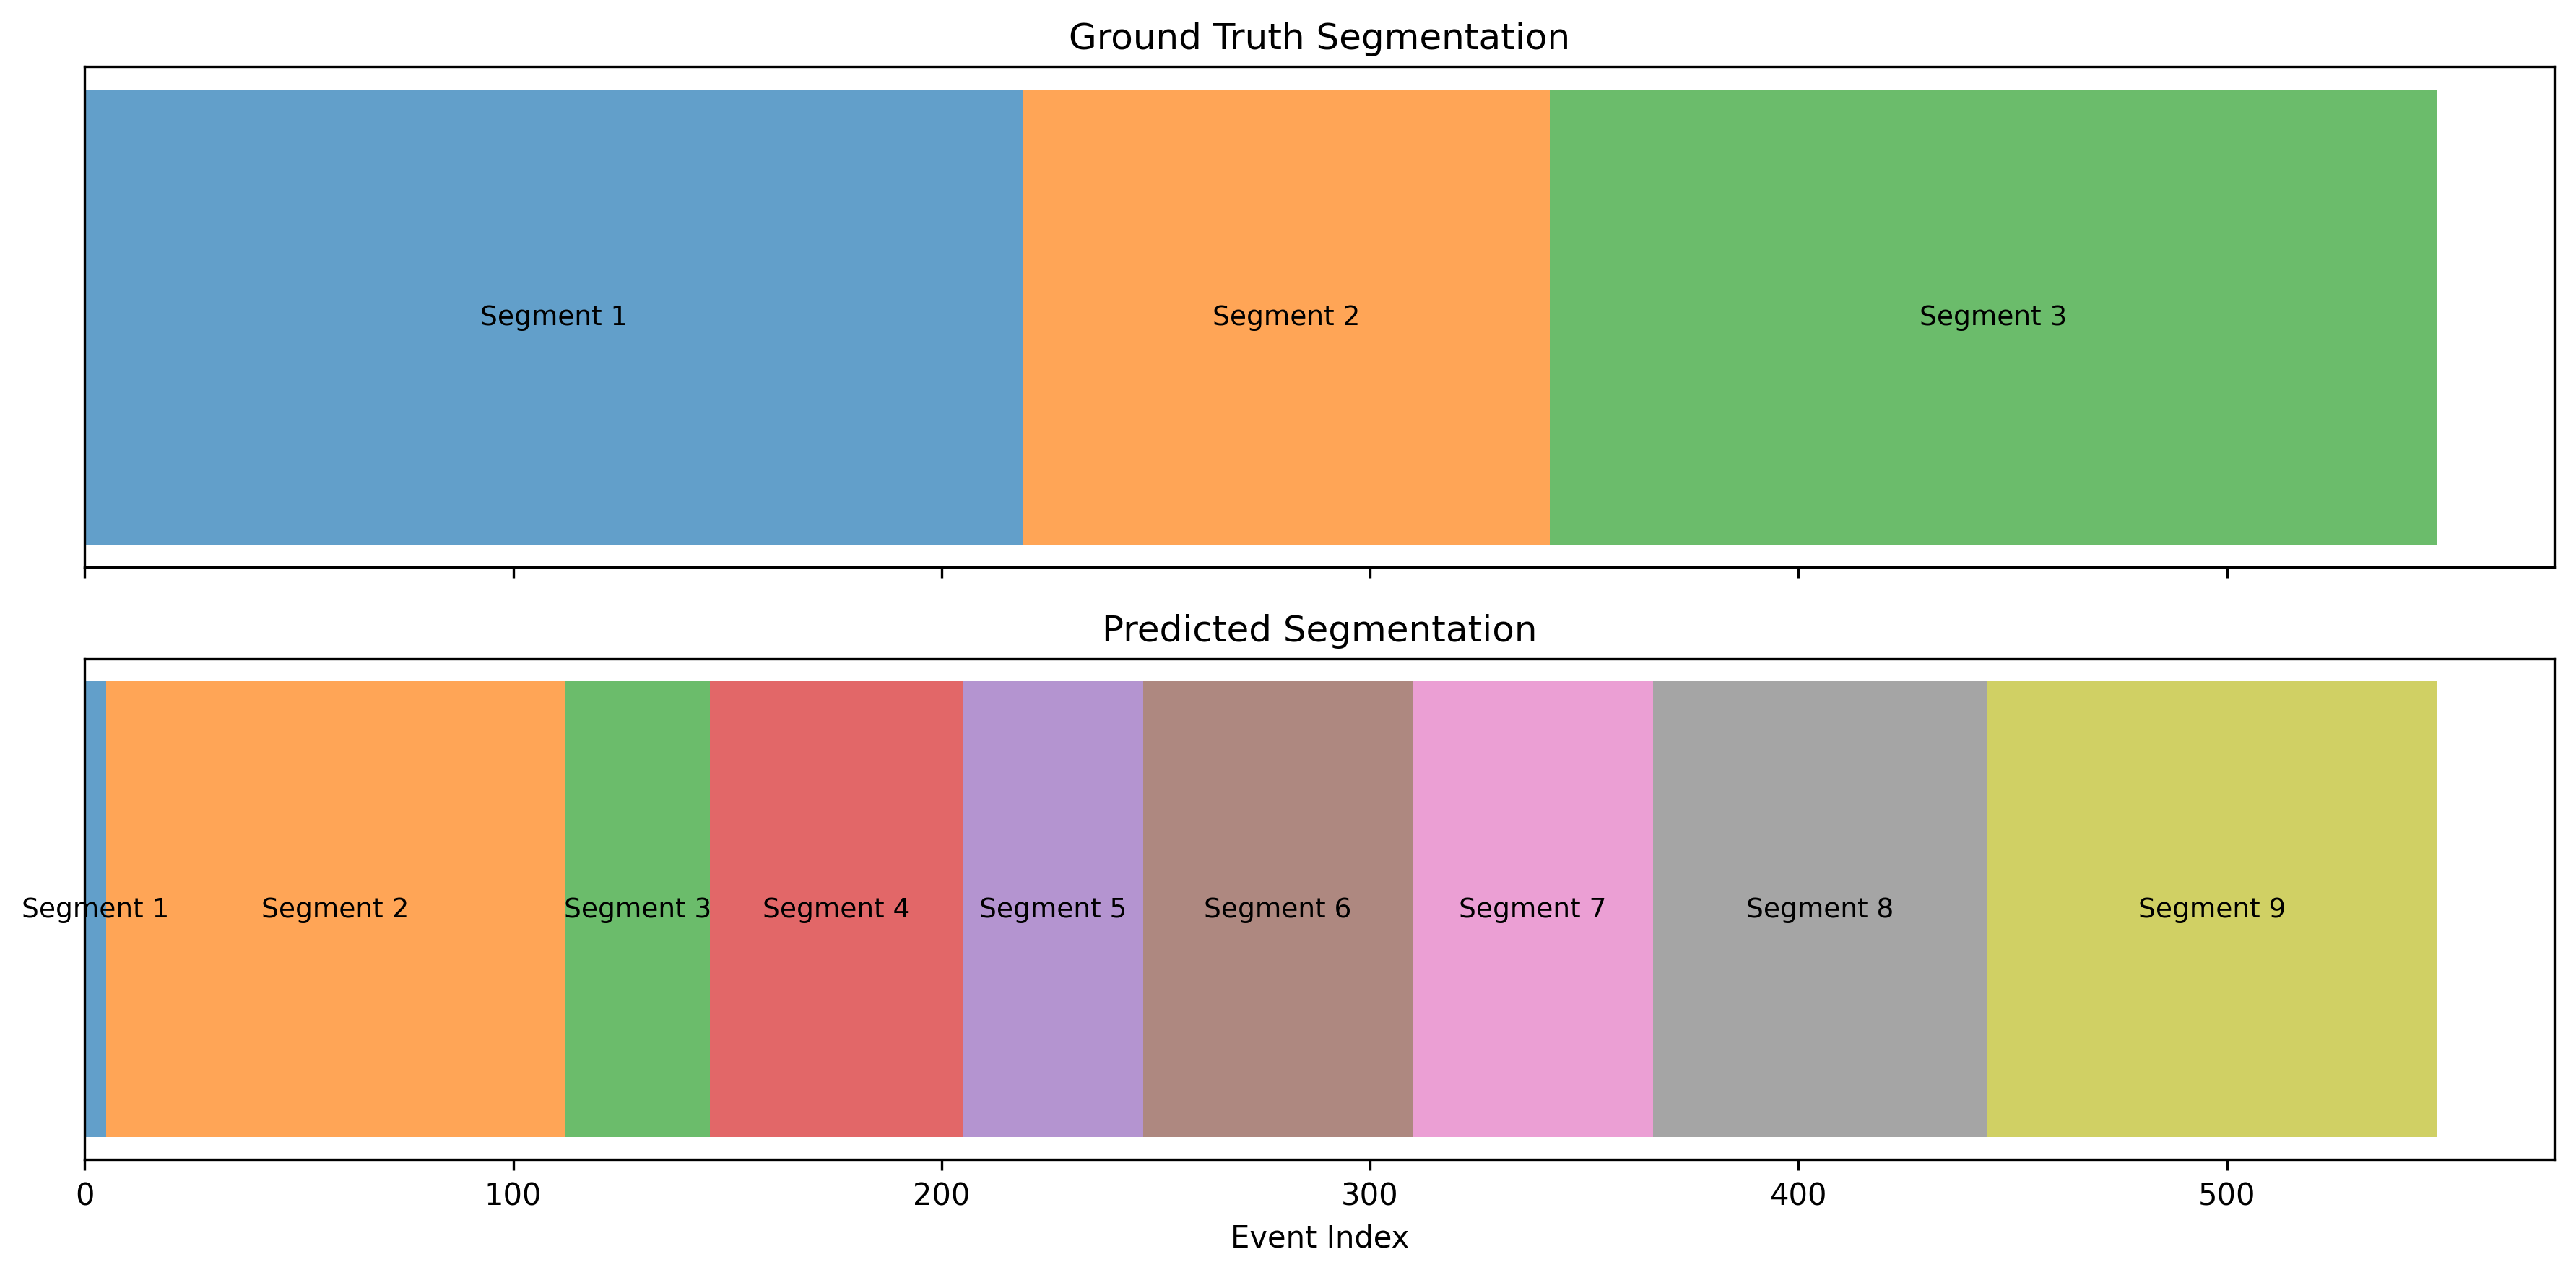 Ground Truth Segmentation
Segment 1 Segment 2 Segment 3
Predicted Segmentation
Segment 1 Segment 2 Segment 3 Segment 4 Segment 5 Segment 6 Segment 7 Segment 8 Segment 9
0 100 200 300 400 500
Event Index